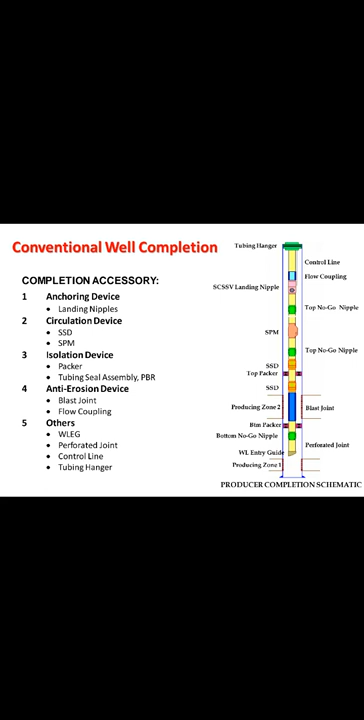 Conventional Well Completion
COMPLETION ACCESSORY:
1 Anchoring Device
• Landing Nipples
2 Circulation Device
• SSD
• SPM
3 Isolation Device
• Packer
• Tubing Seal Assembly, PBR
4 Anti-Erosion Device
• Blast Joint
• Flow Coupling
5 Others
• WLEG
• Perforated Joint
• Control Line
• Tubing Hanger
Tubing Hanger
Control Line
Flow Coupling
SCSSV Landing Nipple
Top No-Go Nipple
SPM
Top No-Go Nipple
SSD
Top Packer
SSD
Producing Zone 2
Blast Joint
Btm Packer
Bottom No-Go Nipple
Perforated Joint
WL Entry Guide
Producing Zone 1
PRODUCER COMPLETION SCHEMATIC